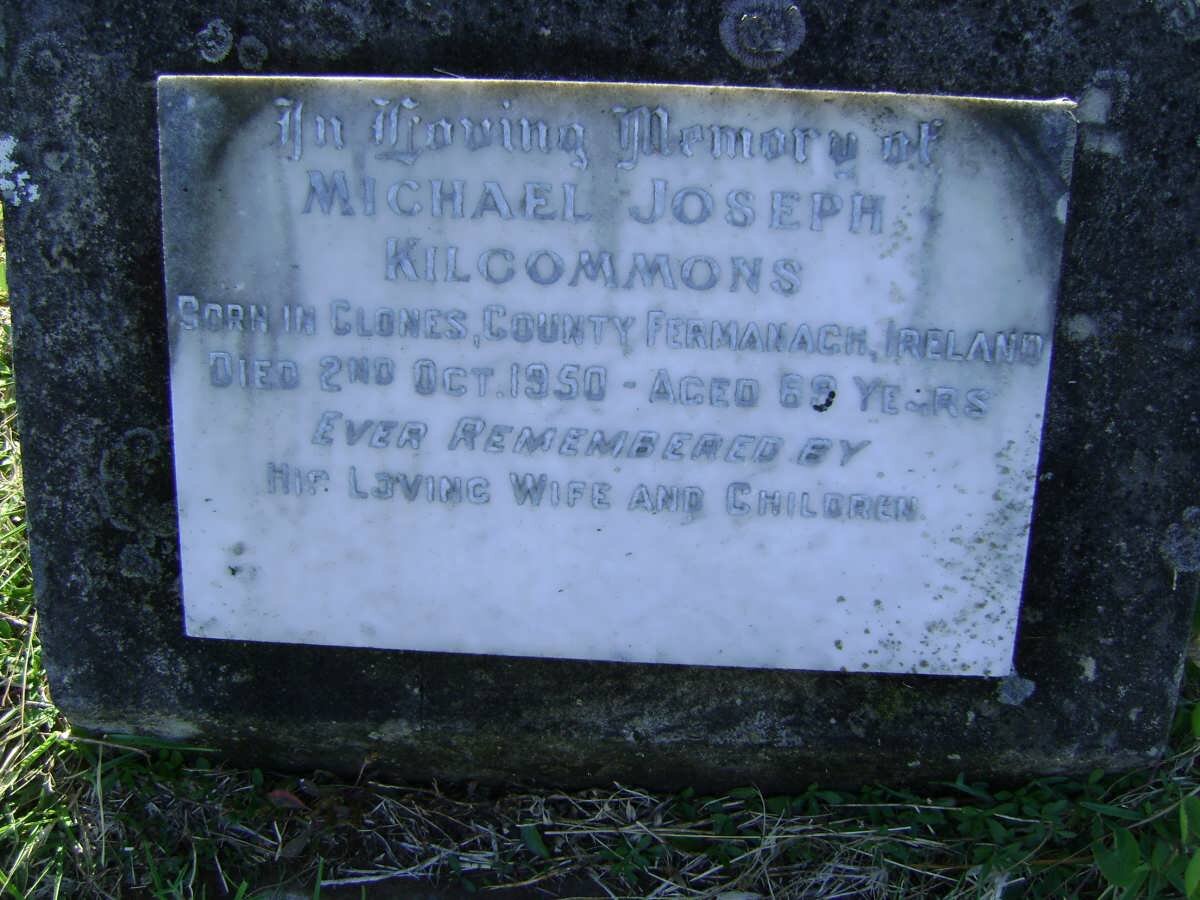 In Loving Memory of
MICHAEL JOSEPH
KILCOMMONS
BORN IN CLONES, COUNTY FERMANAGH, IRELAND
DIED 2ND OCT. 1950 - AGED 69 YEARS
EVER REMEMBERED BY
HIS LOVING WIFE AND CHILDREN.